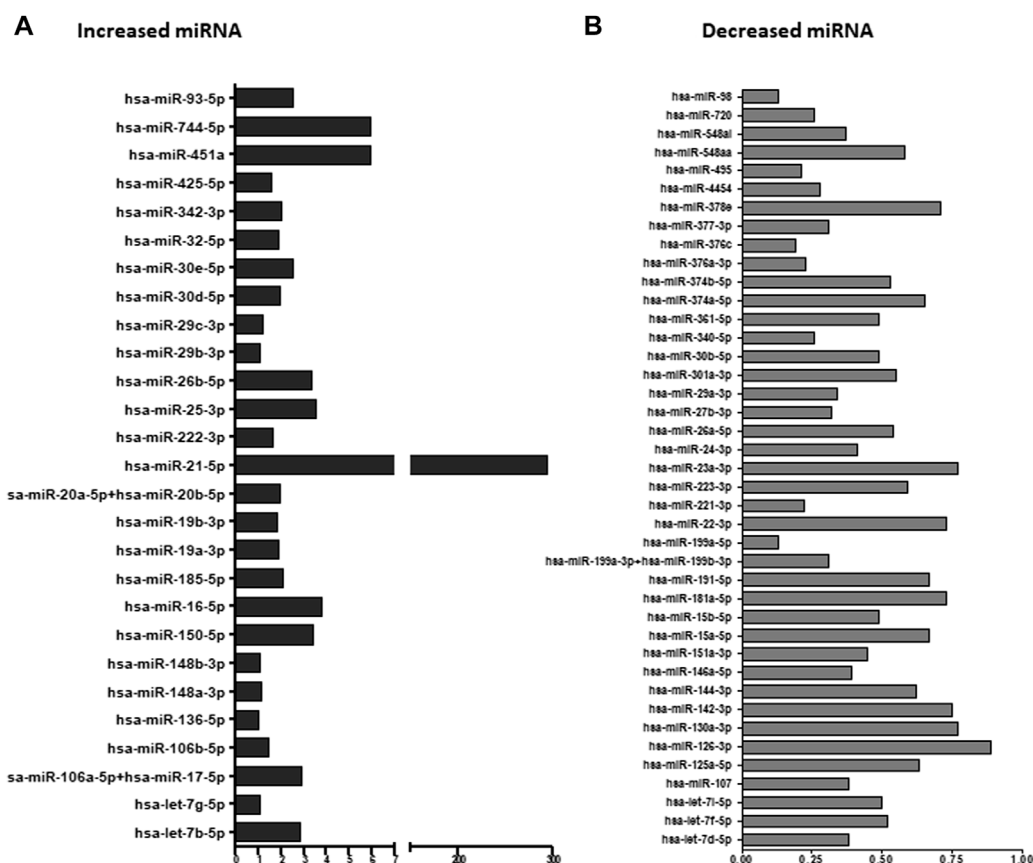 A Increased miRNA
hsa-miR-93-5p
hsa-miR-744-5p
hsa-miR-451a
hsa-miR-425-5p
hsa-miR-342-3p
hsa-miR-32-5p
hsa-miR-30e-5p
hsa-miR-30d-5p
hsa-miR-29c-3p
hsa-miR-29b-3p
hsa-miR-26b-5p
hsa-miR-25-3p
hsa-miR-222-3p
hsa-miR-21-5p
sa-miR-20a-5p+hsa-miR-20b-5p
hsa-miR-19b-3p
hsa-miR-19a-3p
hsa-miR-185-5p
hsa-miR-16-5p
hsa-miR-150-5p
hsa-miR-148b-3p
hsa-miR-148a-3p
hsa-miR-136-5p
hsa-miR-106b-5p
sa-miR-106a-5p+hsa-miR-17-5p
hsa-let-7g-5p
hsa-let-7b-5p
0 1 2 3 4 5 6 7 20 30
B Decreased miRNA
hsa-miR-98
hsa-miR-720
hsa-miR-548ai
hsa-miR-548aa
hsa-miR-495
hsa-miR-4454
hsa-miR-378e
hsa-miR-377-3p
hsa-miR-376c
hsa-miR-376a-3p
hsa-miR-374b-5p
hsa-miR-374a-5p
hsa-miR-361-5p
hsa-miR-340-5p
hsa-miR-30b-5p
hsa-miR-301a-3p
hsa-miR-29a-3p
hsa-miR-27b-3p
hsa-miR-26a-5p
hsa-miR-24-3p
hsa-miR-23a-3p
hsa-miR-223-3p
hsa-miR-221-3p
hsa-miR-22-3p
hsa-miR-199a-5p
hsa-miR-199a-3p+hsa-miR-199b-3p
hsa-miR-191-5p
hsa-miR-181a-5p
hsa-miR-15b-5p
hsa-miR-15a-5p
hsa-miR-151a-3p
hsa-miR-146a-5p
hsa-miR-144-3p
hsa-miR-142-3p
hsa-miR-130a-3p
hsa-miR-126-3p
hsa-miR-125a-5p
hsa-miR-107
hsa-let-7i-5p
hsa-let-7f-5p
hsa-let-7d-5p
0.00 0.25 0.50 0.75 1.00